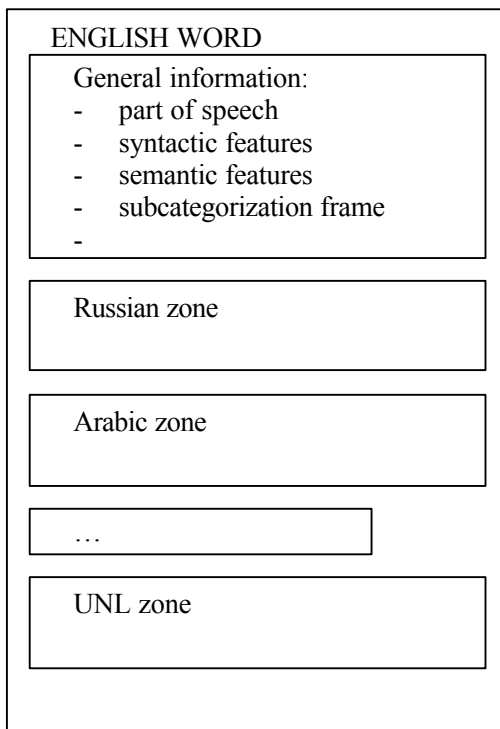 ENGLISH WORD
General information:
- part of speech
- syntactic features
- semantic features
- subcategorization frame
-
Russian zone
Arabic zone
…
UNL zone